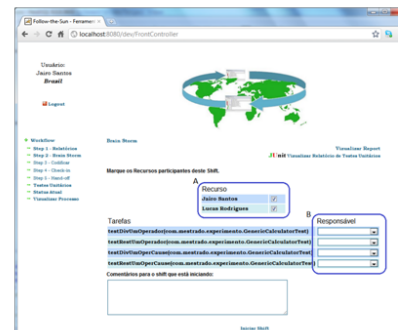 Follow-the-Sun - Ferramen
localhost:8080/dev/FrontController
Usuário:
Jairo Santos
Brazil
Logout
Workflow
Step 1 - Relatórios
Step 2 - Brain Storm
Step 3 - Codificar
Step 4 - Check-in
Step 5 - Hand-off
Testes Unitários
Status Atual
Visualizar Processo
Brain Storm
Visualizar Report
JUnit Visualizar Relatório de Testes Unitários
Marque os Recursos participantes deste Shift.
A
Recurso
Jairo Santos
Lucas Rodrigues
B
Tarefas
Responsável
testDivUmOperador(com.mestrado.experimento.GenericCalculatorTest)
testRestUmOperador(com.mestrado.experimento.GenericCalculatorTest)
testDivUmOperCause(com.mestrado.experimento.GenericCalculatorTest)
testRestUmOperCause(com.mestrado.experimento.GenericCalculatorTest)
Comentários para o shift que está iniciando:
Iniciar Shift